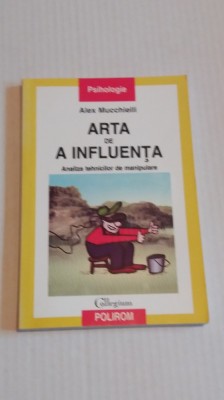 Psihologie
Alex Mucchielli
ARTA
DE
A INFLUENȚA
Analiza tehnicilor de manipulare
Collegium
POLIROM